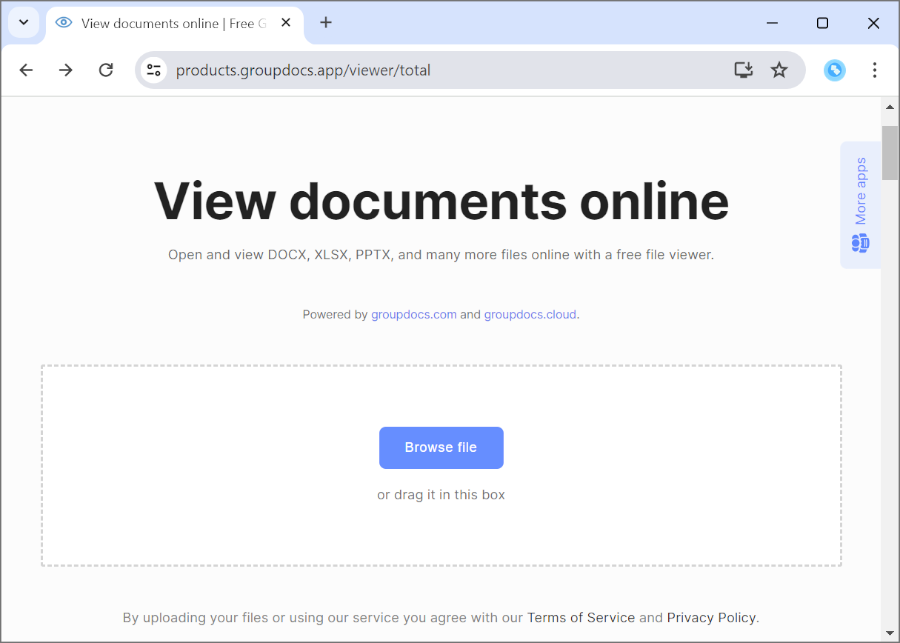 View documents online | Free G
products.groupdocs.app/viewer/total
More apps
View documents online
Open and view DOCX, XLSX, PPTX, and many more files online with a free file viewer.
Powered by groupdocs.com and groupdocs.cloud.
Browse file
or drag it in this box
By uploading your files or using our service you agree with our Terms of Service and Privacy Policy.